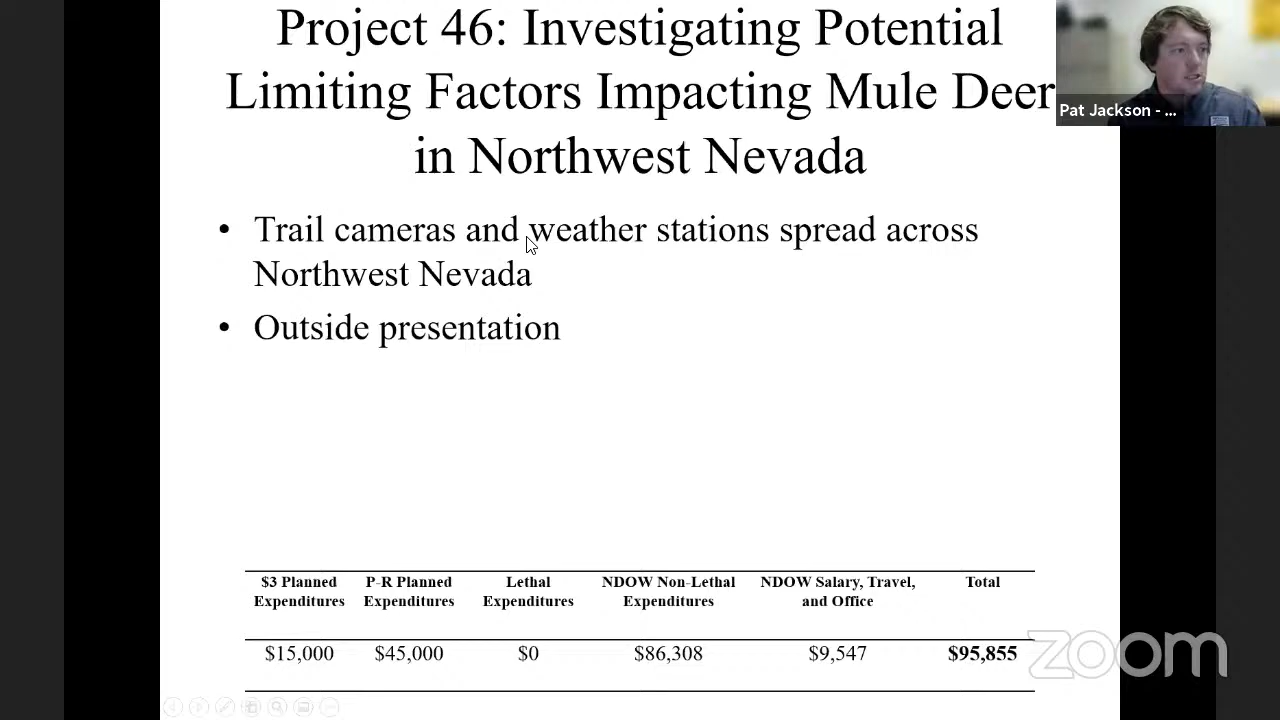 Project 46: Investigating Potential
Limiting Factors Impacting Mule Deer
in Northwest Nevada
Pat Jackson - ...
• Trail cameras and weather stations spread across
Northwest Nevada
• Outside presentation
$3 Planned Expenditures P-R Planned Expenditures Lethal Expenditures NDOW Non-Lethal Expenditures NDOW Salary, Travel, and Office Total
$15,000 $45,000 $0 $86,308 $9,547 $95,855
zoom